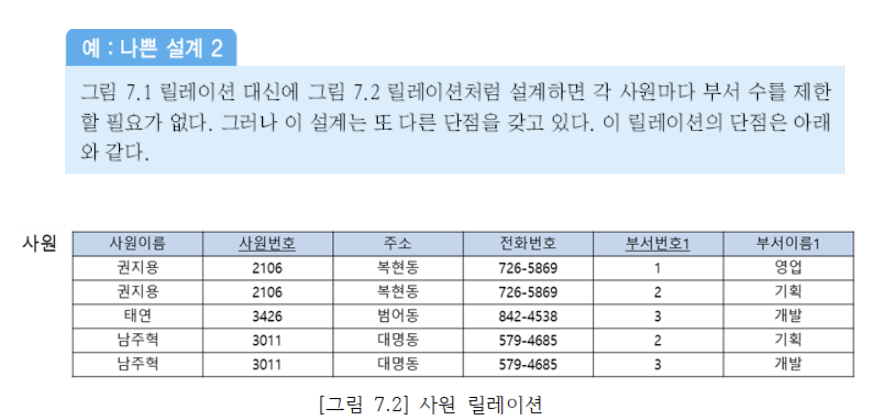 예 : 나쁜 설계 2
그림 7.1 릴레이션 대신에 그림 7.2 릴레이션처럼 설계하면 각 사원마다 부서 수를 제한
할 필요가 없다. 그러나 이 설계는 또 다른 단점을 갖고 있다. 이 릴레이션의 단점은 아래
와 같다.
사원
사원이름 사원번호 주소 전화번호 부서번호1 부서이름1
권지용 2106 복현동 726-5869 1 영업
권지용 2106 복현동 726-5869 2 기획
태연 3426 범어동 842-4538 3 개발
남주혁 3011 대명동 579-4685 2 기획
남주혁 3011 대명동 579-4685 3 개발
[그림 7.2] 사원 릴레이션